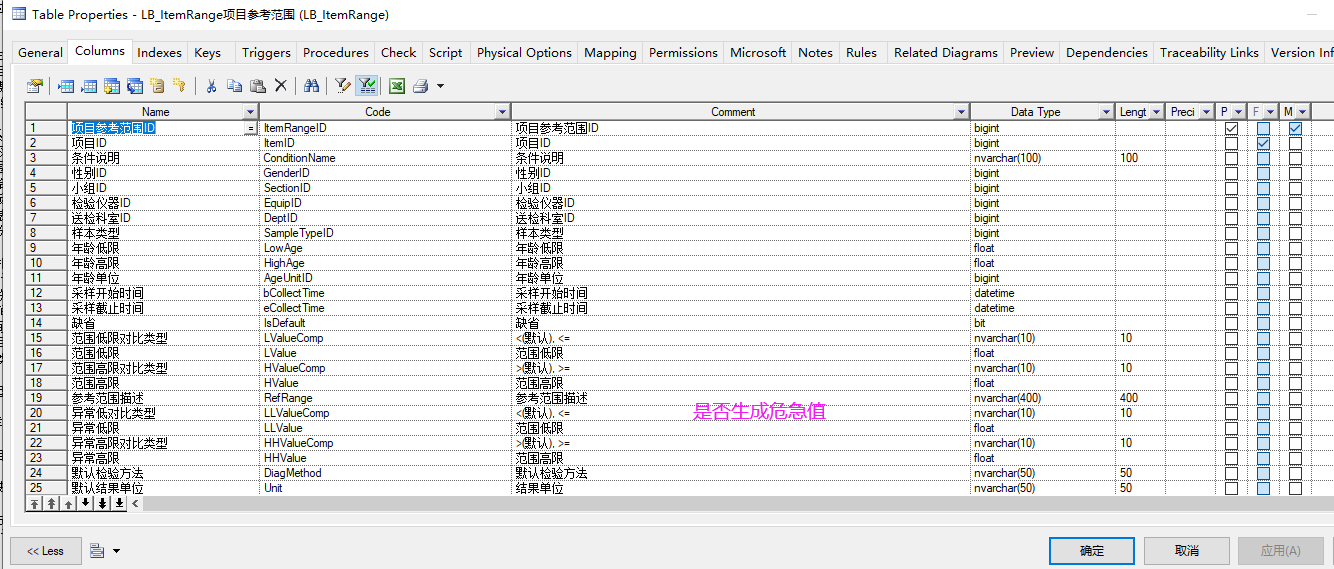 Table Properties - LB_ItemRange项目参考范围 (LB_ItemRange)
General Columns Indexes Keys Triggers Procedures Check Script Physical Options Mapping Permissions Microsoft Notes Rules Related Diagrams Preview Dependencies Traceability Links Version Inf
Name Code Comment Data Type Lengt Preci P F M
1 项目参考范围ID = ItemRangeID 项目参考范围ID bigint
2 项目ID ItemID 项目ID bigint
3 条件说明 ConditionName 条件说明 nvarchar(100) 100
4 性别ID GenderID 性别ID bigint
5 小组ID SectionID 小组ID bigint
6 检验仪器ID EquipID 检验仪器ID bigint
7 送检科室ID DeptID 送检科室ID bigint
8 样本类型 SampleTypeID 样本类型 bigint
9 年龄低限 LowAge 年龄低限 float
10 年龄高限 HighAge 年龄高限 float
11 年龄单位 AgeUnitID 年龄单位 bigint
12 采样开始时间 bCollectTime 采样开始时间 datetime
13 采样截止时间 eCollectTime 采样截止时间 datetime
14 缺省 IsDefault 缺省 bit
15 范围低限对比类型 LValueComp <(默认), <= nvarchar(10) 10
16 范围低限 LValue 范围低限 float
17 范围高限对比类型 HValueComp >(默认), >= nvarchar(10) 10
18 范围高限 HValue 范围高限 float
19 参考范围描述 RefRange 参考范围描述 nvarchar(400) 400
20 异常低对比类型 LLValueComp <(默认), <= 是否生成危急值 nvarchar(10) 10
21 异常低限 LLValue 范围低限 float
22 异常高限对比类型 HHValueComp >(默认), >= nvarchar(10) 10
23 异常高限 HHValue 范围高限 float
24 默认检验方法 DiagMethod 默认检验方法 nvarchar(50) 50
25 默认结果单位 Unit 结果单位 nvarchar(50) 50
<< Less 确定 取消 应用(A)